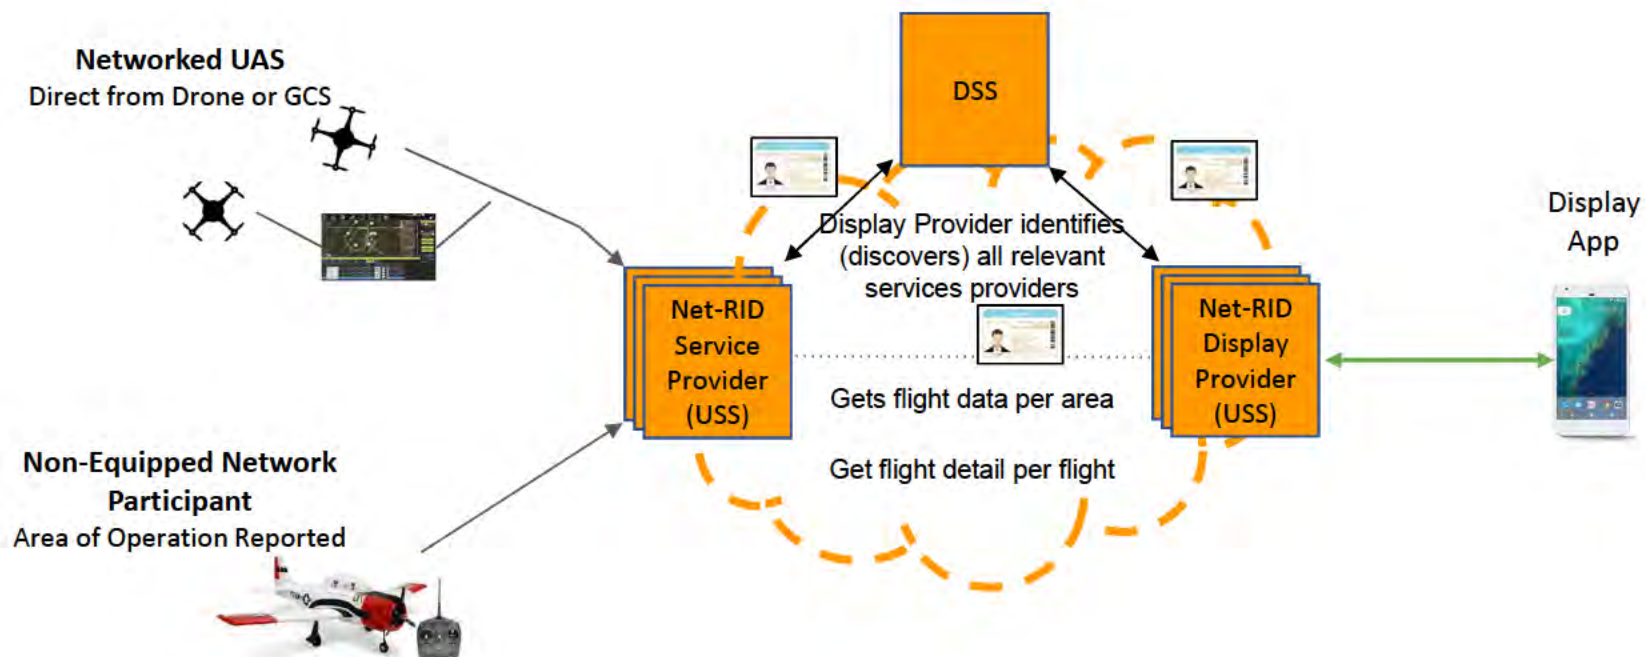 Networked UAS
Direct from Drone or GCS
DSS
Display Provider identifies
(discovers) all relevant
services providers
Net-RID
Service
Provider
(USS)
Net-RID
Display
Provider
(USS)
Display
App
Gets flight data per area
Get flight detail per flight
Non-Equipped Network
Participant
Area of Operation Reported